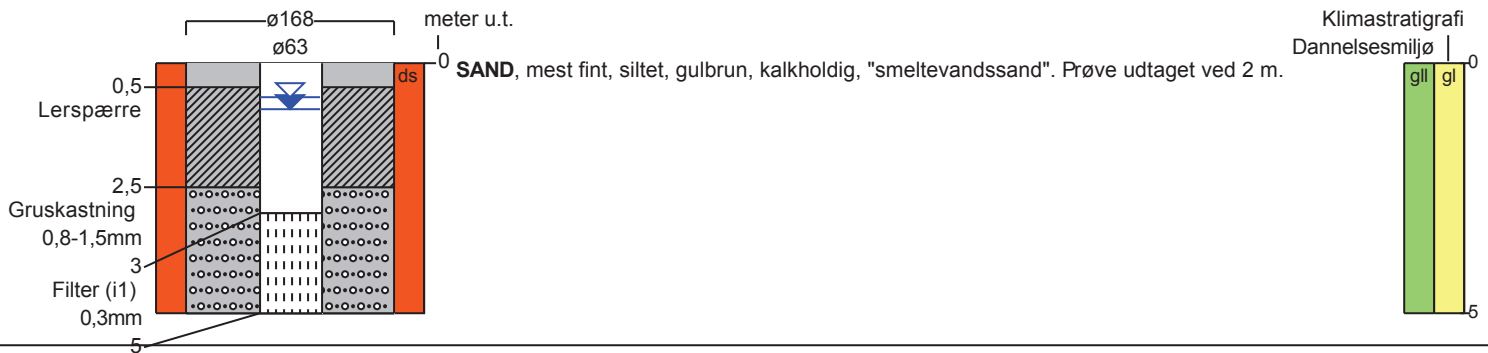 ø168
meter u.t.
Klimastratigrafi
ø63
Dannelsesmiljø
0
ds
SAND, mest fint, siltet, gulbrun, kalkholdig, "smeltevandssand". Prøve udtaget ved 2 m.
gll
gl
0
0,5
Lerspærre
2,5
Gruskastning
0,8-1,5mm
3
Filter (i1)
0,3mm
5
5